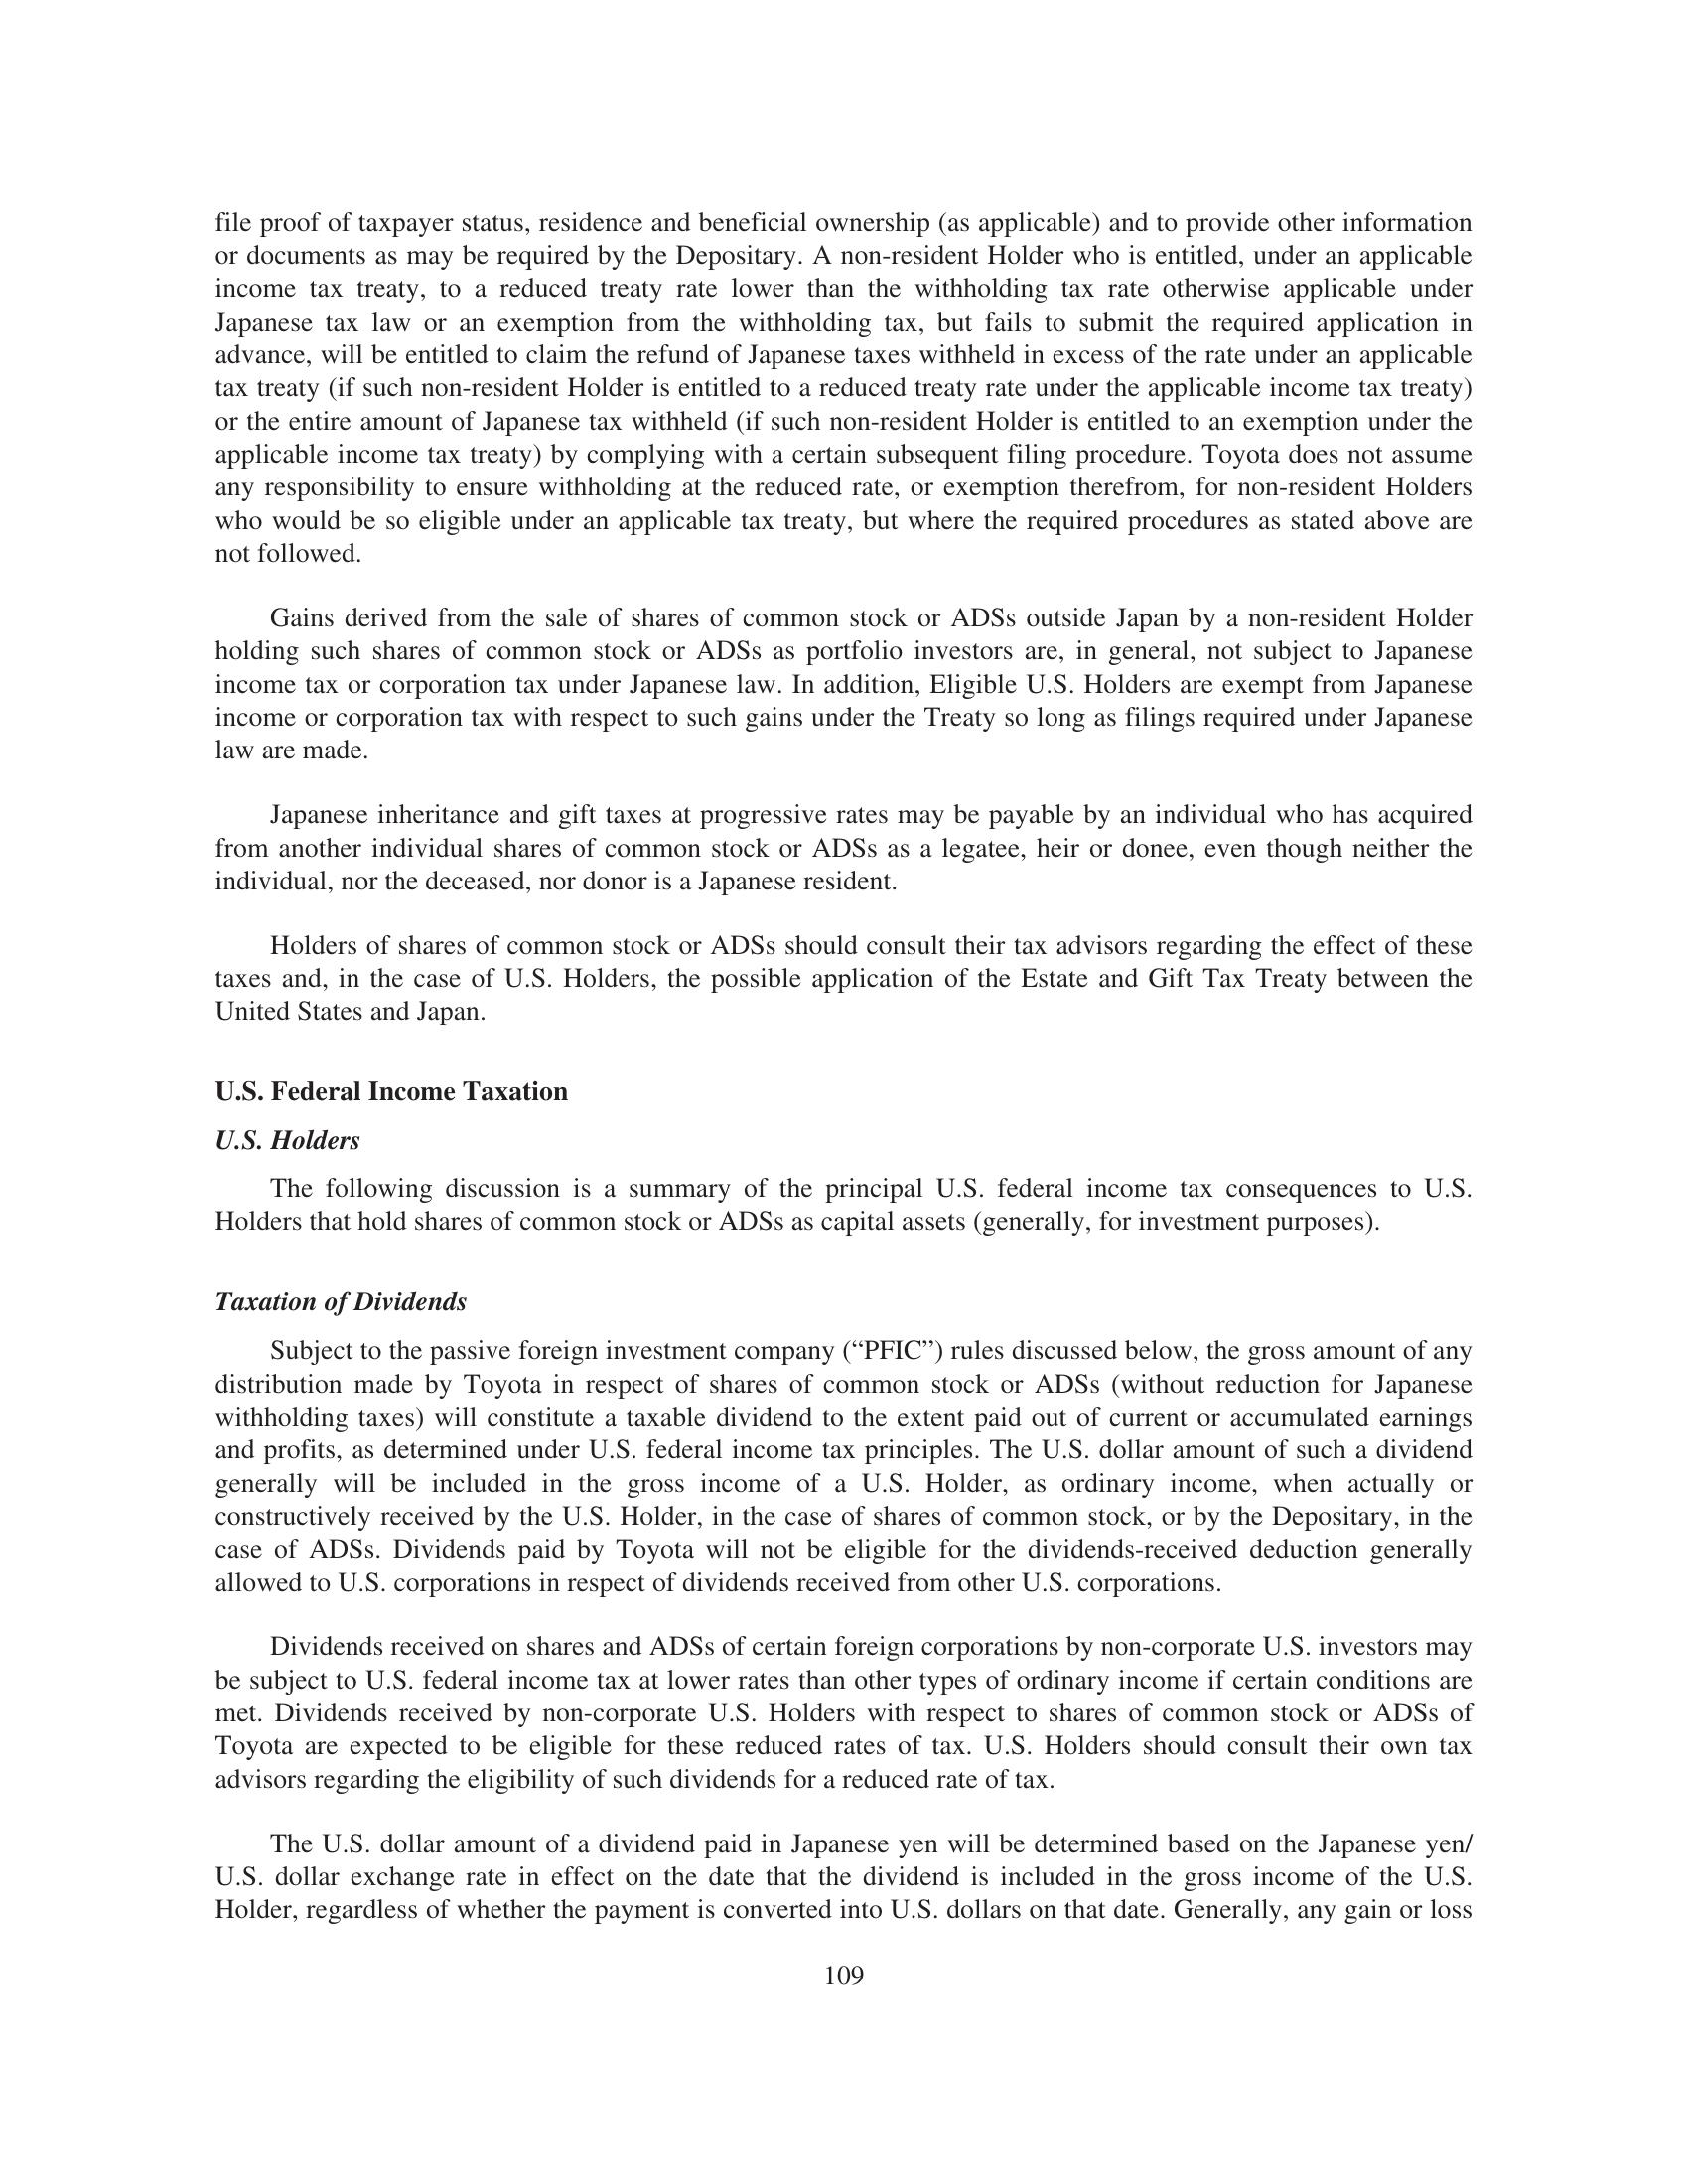 file proof of taxpayer status, residence and beneficial ownership (as applicable) and to provide other information
or documents as may be required by the Depositary. A non-resident Holder who is entitled, under an applicable
income tax treaty, to a reduced treaty rate lower than the withholding tax rate otherwise applicable under
Japanese tax law or an exemption from the withholding tax, but fails to submit the required application in
advance, will be entitled to claim the refund of Japanese taxes withheld in excess of the rate under an applicable
tax treaty (if such non-resident Holder is entitled to a reduced treaty rate under the applicable income tax treaty)
or the entire amount of Japanese tax withheld (if such non-resident Holder is entitled to an exemption under the
applicable income tax treaty) by complying with a certain subsequent filing procedure. Toyota does not assume
any responsibility to ensure withholding at the reduced rate, or exemption therefrom, for non-resident Holders
who would be so eligible under an applicable tax treaty, but where the required procedures as stated above are
not followed.
Gains derived from the sale of shares of common stock or ADSs outside Japan by a non-resident Holder
holding such shares of common stock or ADSs as portfolio investors are, in general, not subject to Japanese
income tax or corporation tax under Japanese law. In addition, Eligible U.S. Holders are exempt from Japanese
income or corporation tax with respect to such gains under the Treaty so long as filings required under Japanese
law are made.
Japanese inheritance and gift taxes at progressive rates may be payable by an individual who has acquired
from another individual shares of common stock or ADSs as a legatee, heir or donee, even though neither the
individual, nor the deceased, nor donor is a Japanese resident.
Holders of shares of common stock or ADSs should consult their tax advisors regarding the effect of these
taxes and, in the case of U.S. Holders, the possible application of the Estate and Gift Tax Treaty between the
United States and Japan.
U.S. Federal Income Taxation
U.S. Holders
The following discussion is a summary of the principal U.S. federal income tax consequences to U.S.
Holders that hold shares of common stock or ADSs as capital assets (generally, for investment purposes).
Taxation of Dividends
Subject to the passive foreign investment company (“PFIC”) rules discussed below, the gross amount of any
distribution made by Toyota in respect of shares of common stock or ADSs (without reduction for Japanese
withholding taxes) will constitute a taxable dividend to the extent paid out of current or accumulated earnings
and profits, as determined under U.S. federal income tax principles. The U.S. dollar amount of such a dividend
generally will be included in the gross income of a U.S. Holder, as ordinary income, when actually or
constructively received by the U.S. Holder, in the case of shares of common stock, or by the Depositary, in the
case of ADSs. Dividends paid by Toyota will not be eligible for the dividends-received deduction generally
allowed to U.S. corporations in respect of dividends received from other U.S. corporations.
Dividends received on shares and ADSs of certain foreign corporations by non-corporate U.S. investors may
be subject to U.S. federal income tax at lower rates than other types of ordinary income if certain conditions are
met. Dividends received by non-corporate U.S. Holders with respect to shares of common stock or ADSs of
Toyota are expected to be eligible for these reduced rates of tax. U.S. Holders should consult their own tax
advisors regarding the eligibility of such dividends for a reduced rate of tax.
The U.S. dollar amount of a dividend paid in Japanese yen will be determined based on the Japanese yen/
U.S. dollar exchange rate in effect on the date that the dividend is included in the gross income of the U.S.
Holder, regardless of whether the payment is converted into U.S. dollars on that date. Generally, any gain or loss
109